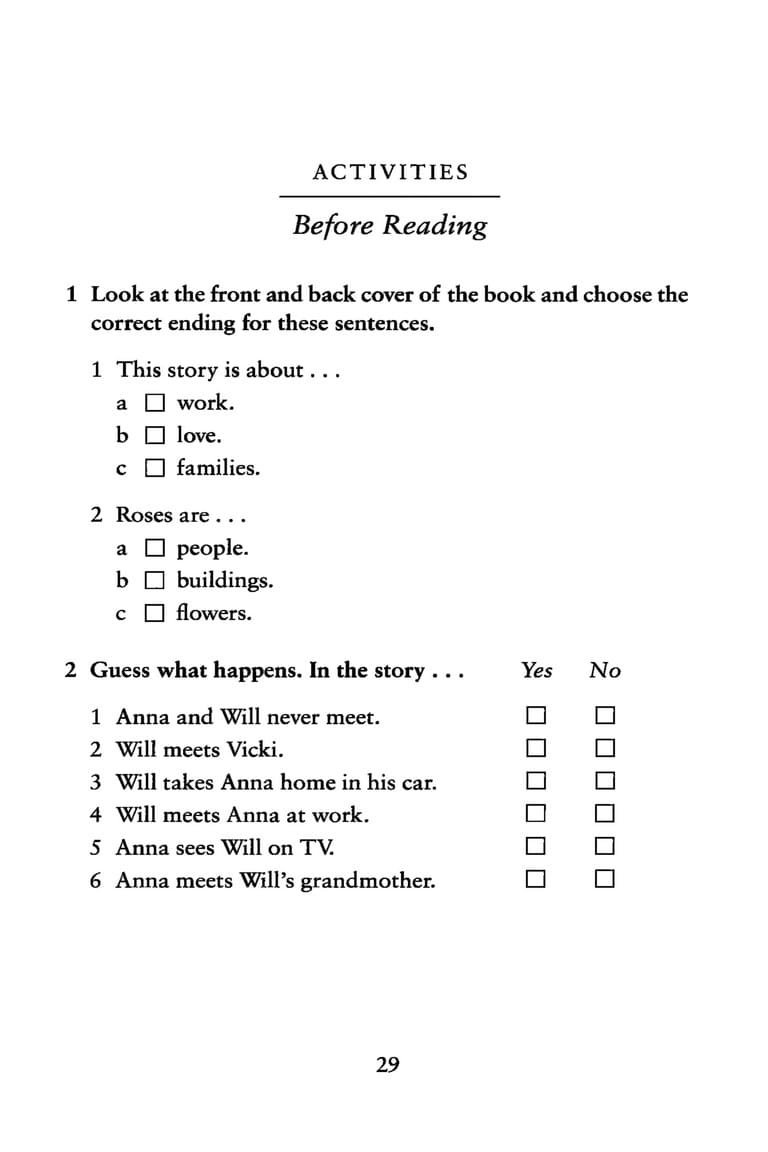 ACTIVITIES
Before Reading
1 Look at the front and back cover of the book and choose the
correct ending for these sentences.
1 This story is about . . .
a □ work.
b □ love.
c □ families.
2 Roses are . . .
a □ people.
b □ buildings.
c □ flowers.
2 Guess what happens. In the story . . . Yes No
1 Anna and Will never meet. □ □
2 Will meets Vicki. □ □
3 Will takes Anna home in his car. □ □
4 Will meets Anna at work. □ □
5 Anna sees Will on TV. □ □
6 Anna meets Will’s grandmother. □ □
29